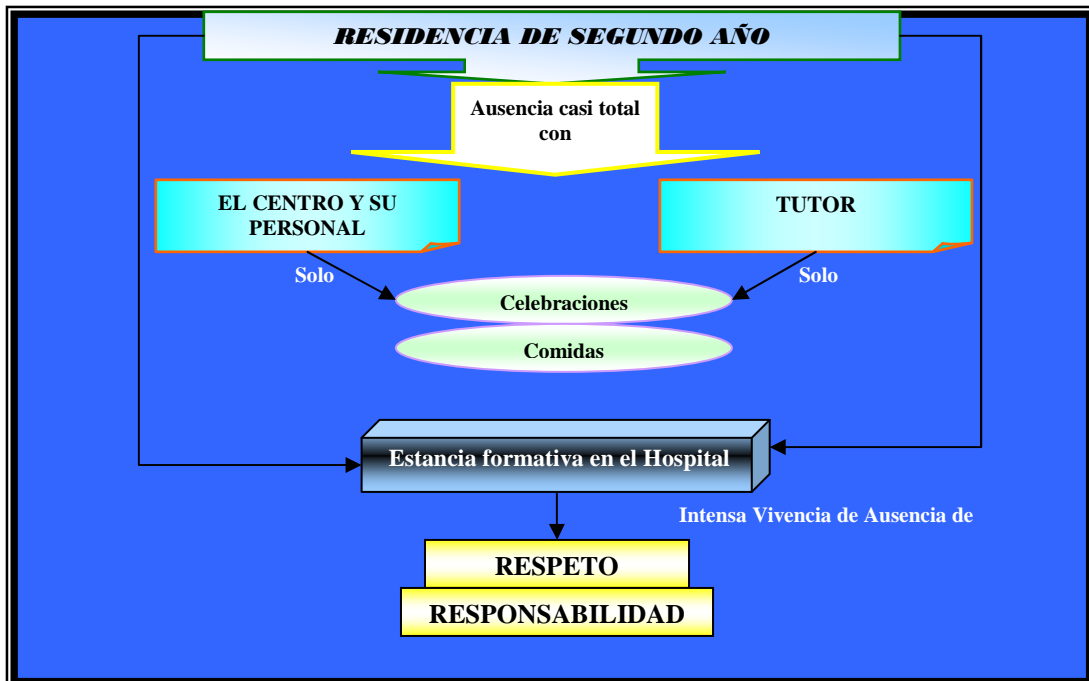 RESIDENCIA DE SEGUNDO AÑO
Ausencia casi total
con
EL CENTRO Y SU
PERSONAL
TUTOR
Solo
Solo
Celebraciones
Comidas
Estancia formativa en el Hospital
Intensa Vivencia de Ausencia de
RESPETO
RESPONSABILIDAD